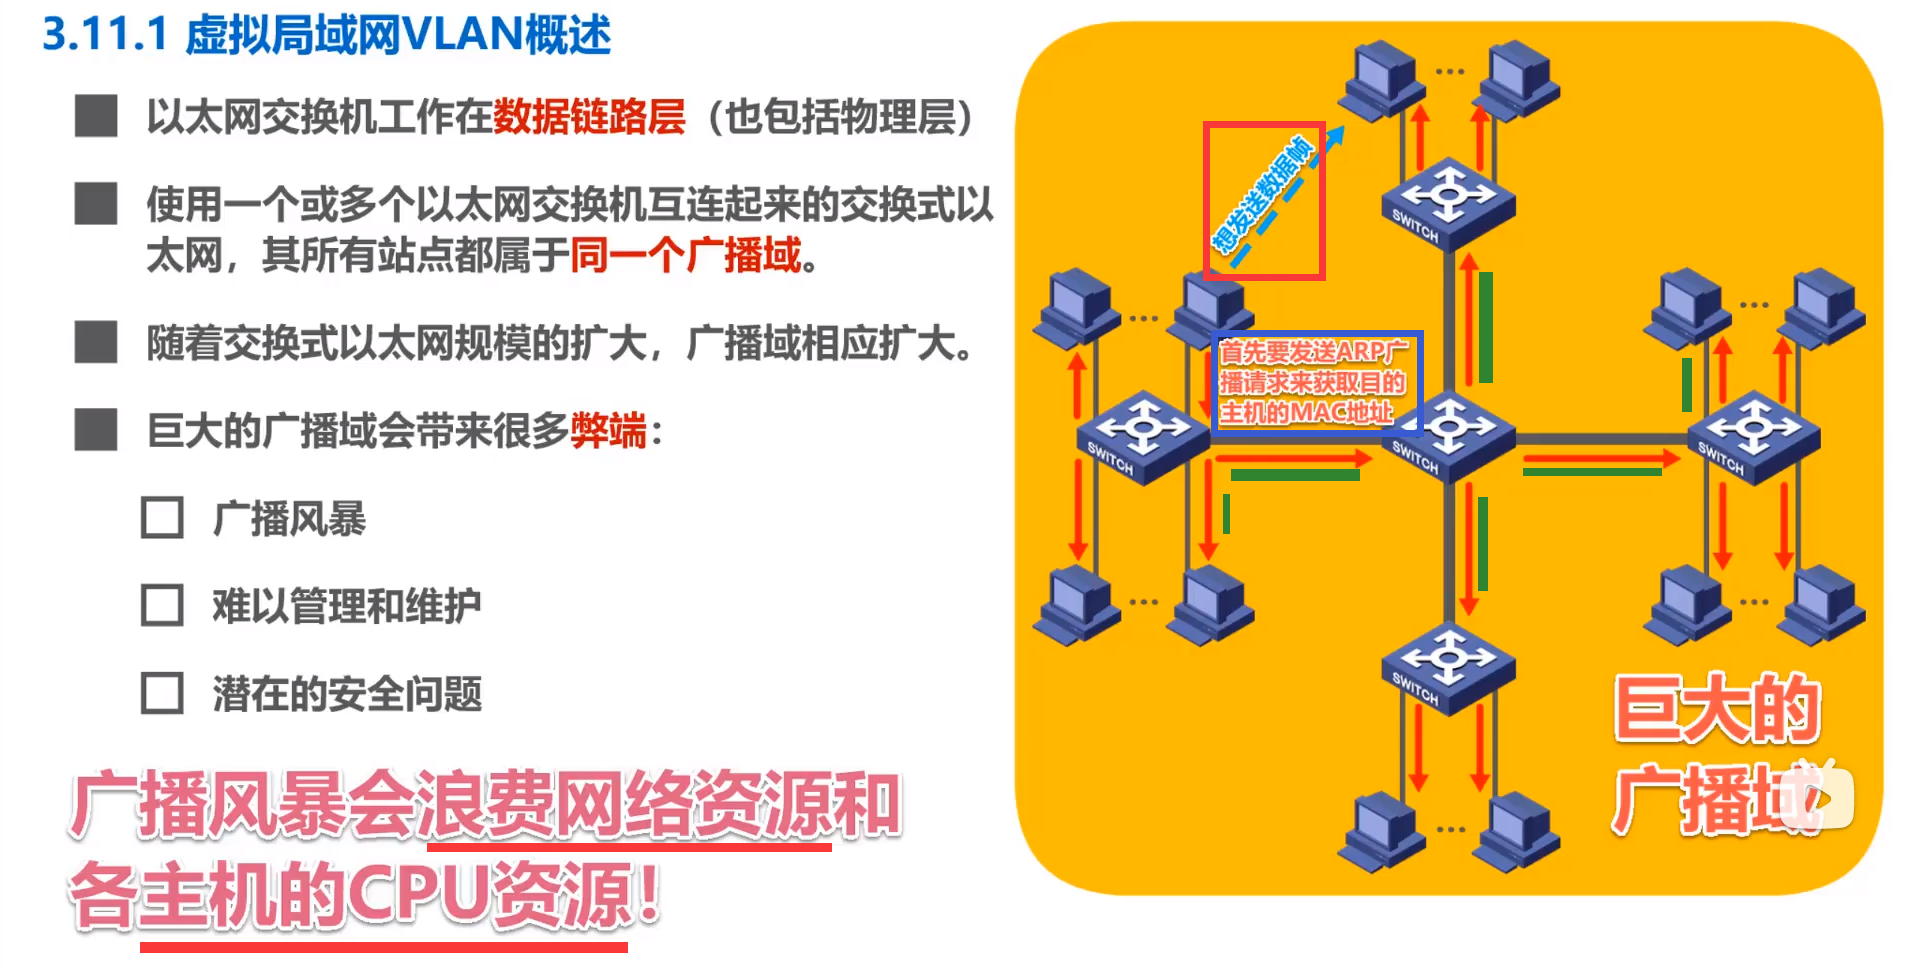 3.11.1 虚拟局域网VLAN概述
以太网交换机工作在数据链路层（也包括物理层）
使用一个或多个以太网交换机互连起来的交换式以
太网，其所有站点都属于同一个广播域。
随着交换式以太网规模的扩大，广播域相应扩大。
巨大的广播域会带来很多弊端：
广播风暴
难以管理和维护
潜在的安全问题
广播风暴会浪费网络资源和
各主机的CPU资源！
想发送数据帧
SWITCH
首先要发送ARP广
播请求来获取目的
主机的MAC地址
SWITCH
SWITCH
SWITCH
SWITCH
巨大的
广播域